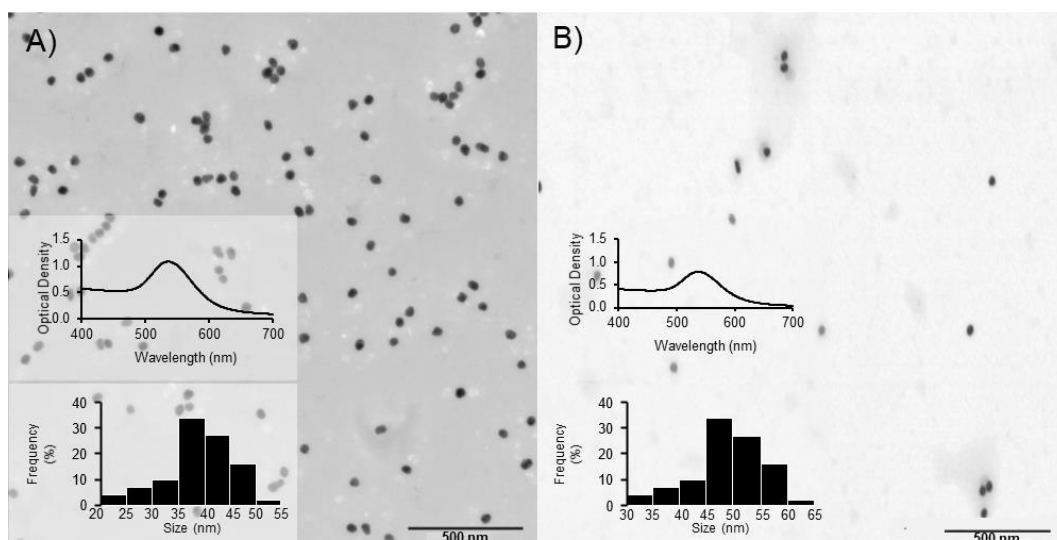 A)
Optical Density
1.5
1.0
0.5
0.0
400 500 600 700
Wavelength (nm)
Frequency
(%)
40
30
20
10
0
20 25 30 35 40 45 50 55
Size (nm)
500 nm
B)
Optical Density
1.5
1.0
0.5
0.0
400 500 600 700
Wavelength (nm)
Frequency
(%)
40
30
20
10
0
30 35 40 45 50 55 60 65
Size (nm)
500 nm